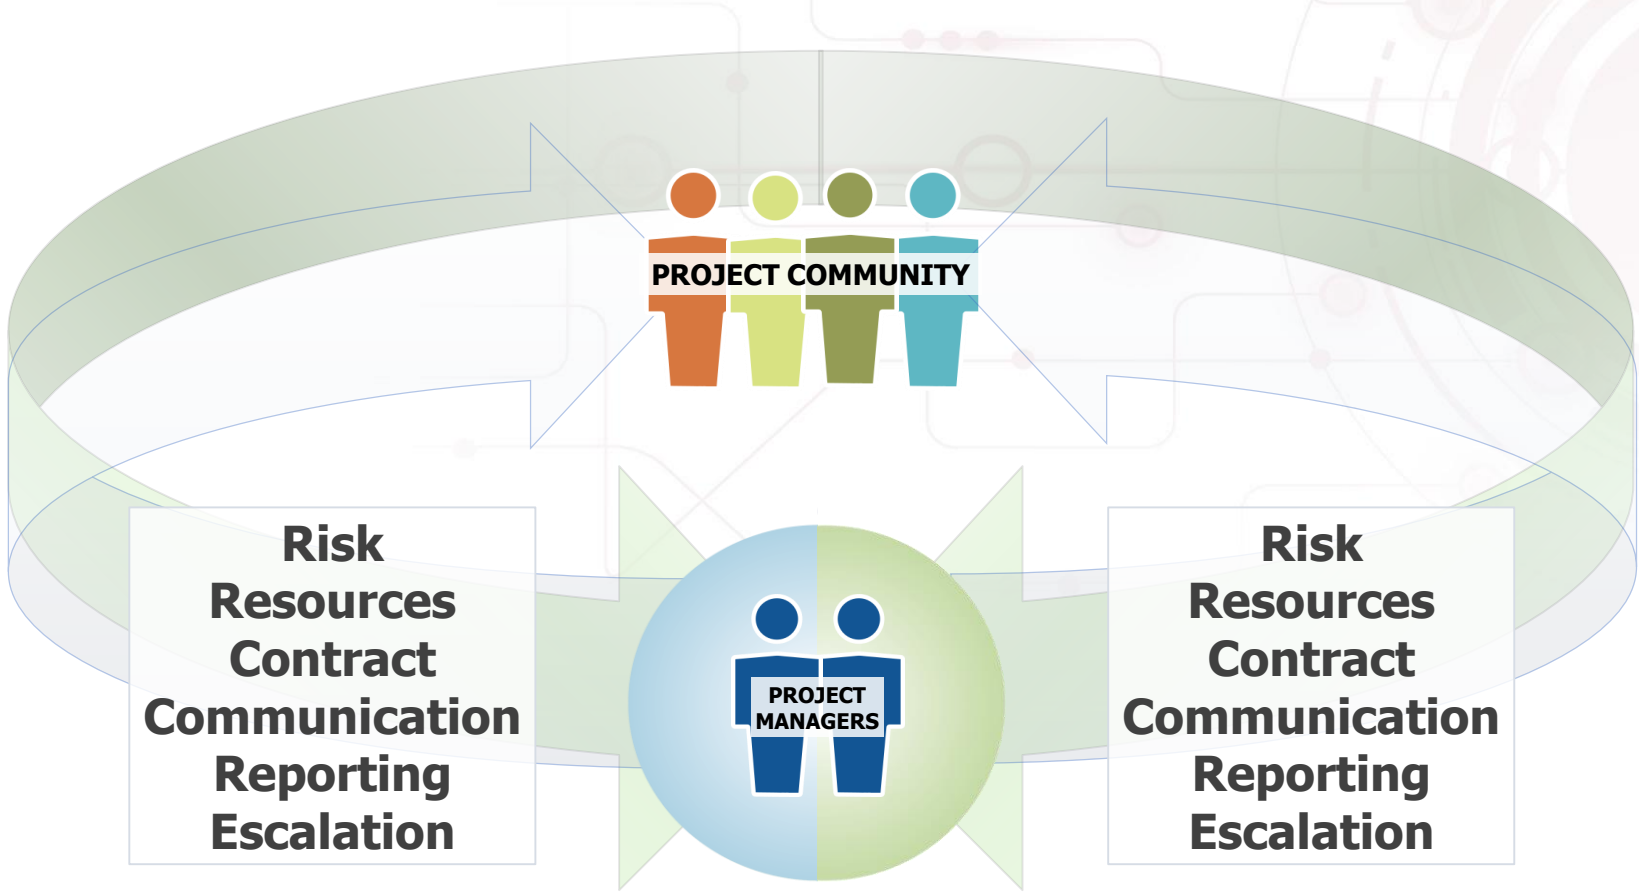 PROJECT COMMUNITY
Risk
Resources
Contract
Communication
Reporting
Escalation
PROJECT
MANAGERS
Risk
Resources
Contract
Communication
Reporting
Escalation